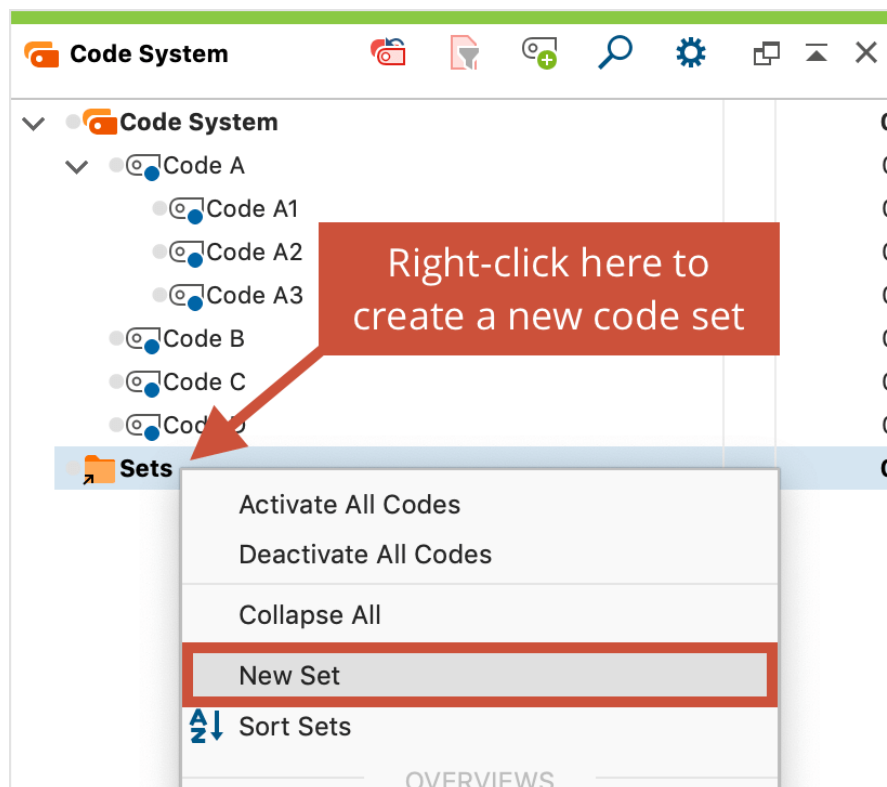 Code System
Code System
Code A
Code A1
Code A2
Code A3
Right-click here to
create a new code set
Code B
Code C
Code D
Sets
Activate All Codes
Deactivate All Codes
Collapse All
New Set
A
Z
Sort Sets
OVERVIEWS